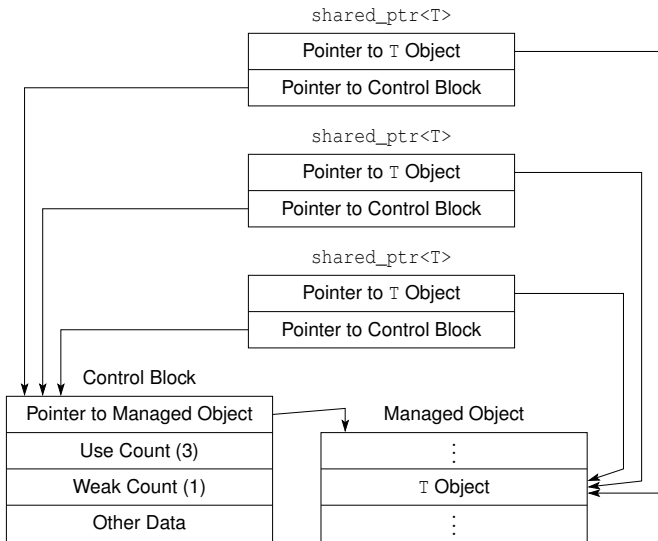 shared_ptr<T>
Pointer to T Object
Pointer to Control Block
shared_ptr<T>
Pointer to T Object
Pointer to Control Block
shared_ptr<T>
Pointer to T Object
Pointer to Control Block
Control Block
Pointer to Managed Object
Use Count (3)
Weak Count (1)
Other Data
Managed Object
⋮
T Object
⋮